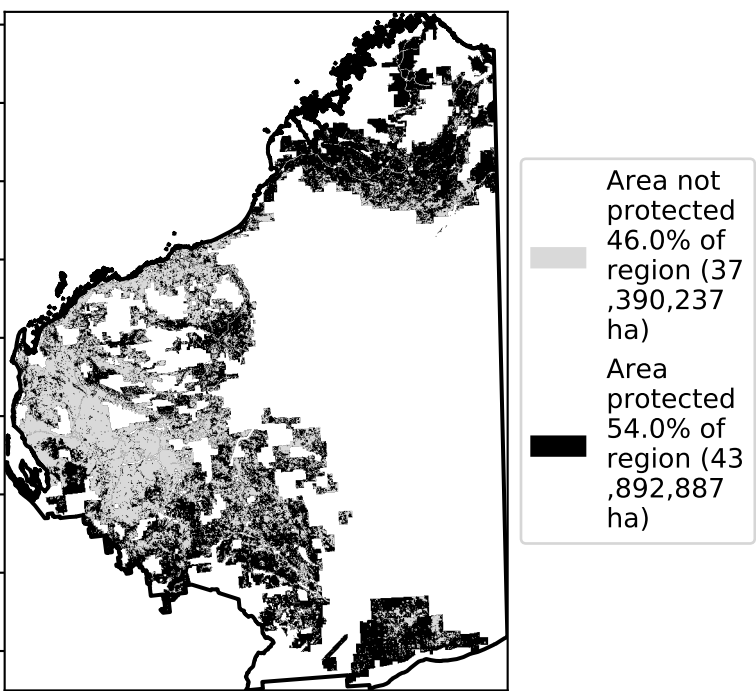 Area not
protected
46.0% of
region (37
,390,237
ha)
Area
protected
54.0% of
region (43
,892,887
ha)